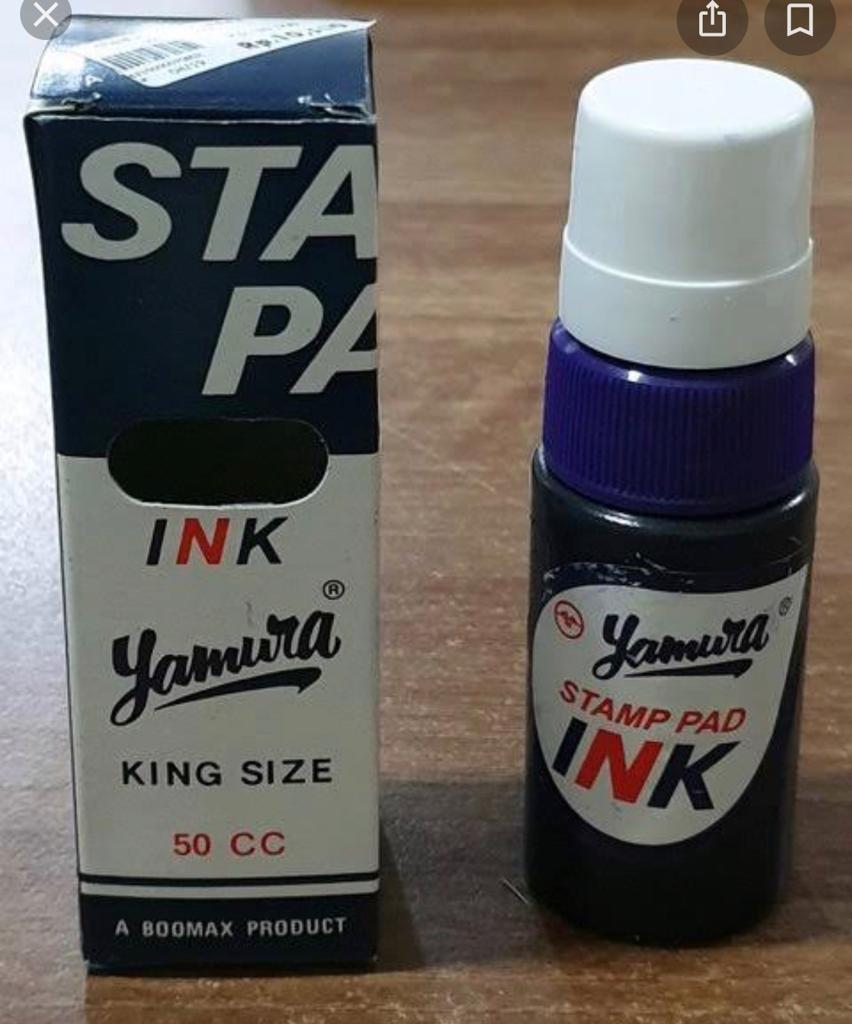 STA
PA
INK
Yamura®
KING SIZE
50 CC
A BOOMAX PRODUCT
Yamura®
STAMP PAD
INK